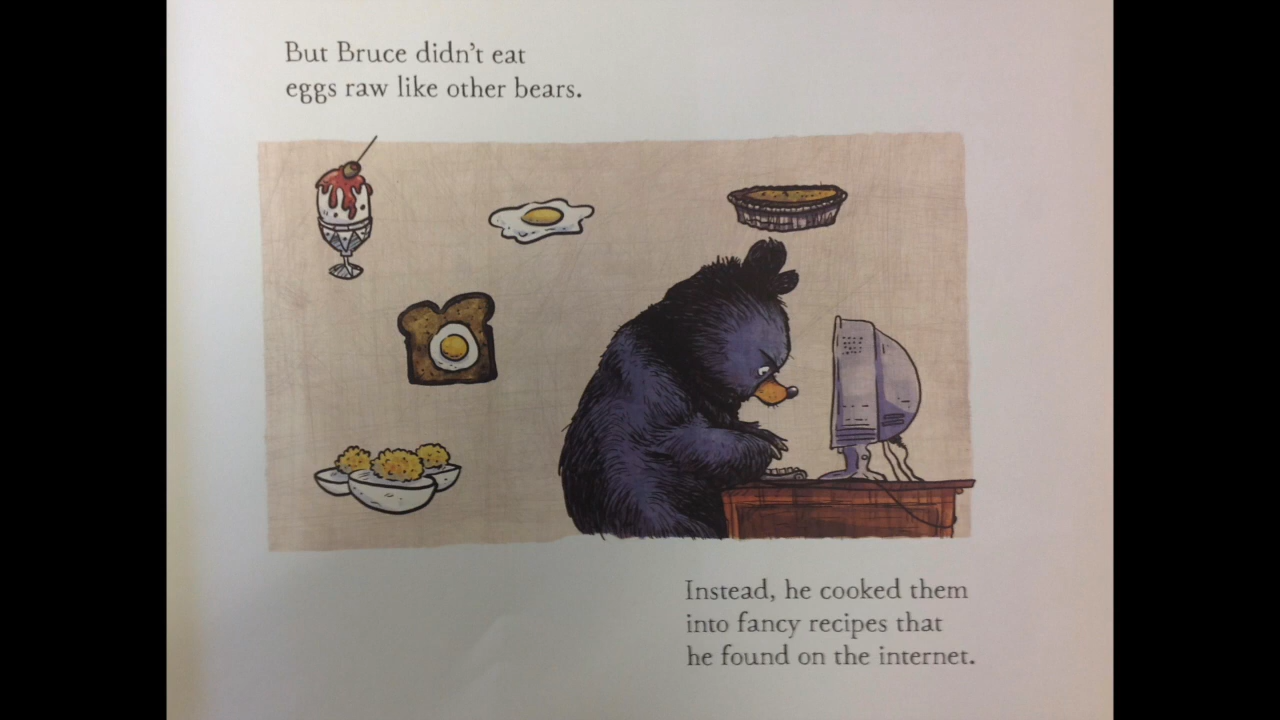 But Bruce didn't eat
eggs raw like other bears.
Instead, he cooked them
into fancy recipes that
he found on the internet.